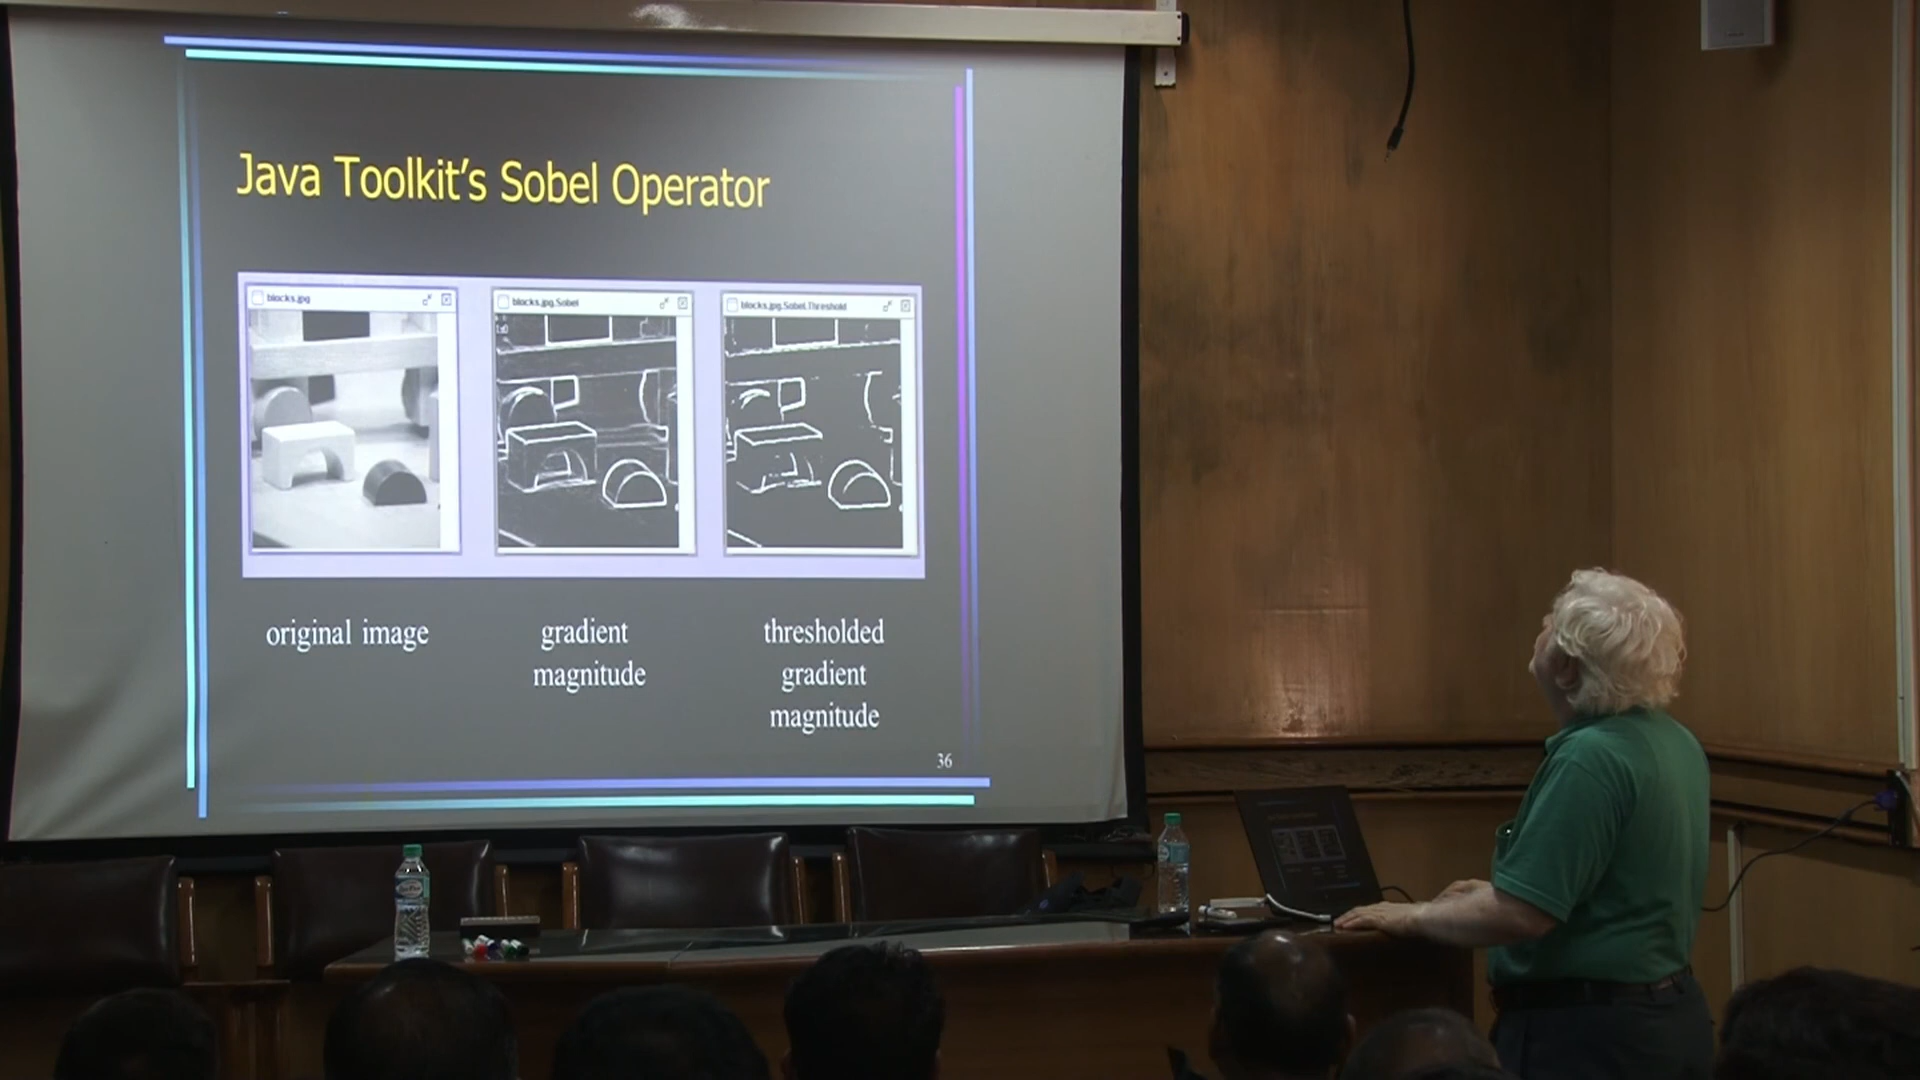 Java Toolkit's Sobel Operator
blocks.jpg
blocks.jpg.Sobel
blocks.jpg.Sobel.Threshold
original image
gradient
magnitude
thresholded
gradient
magnitude
36